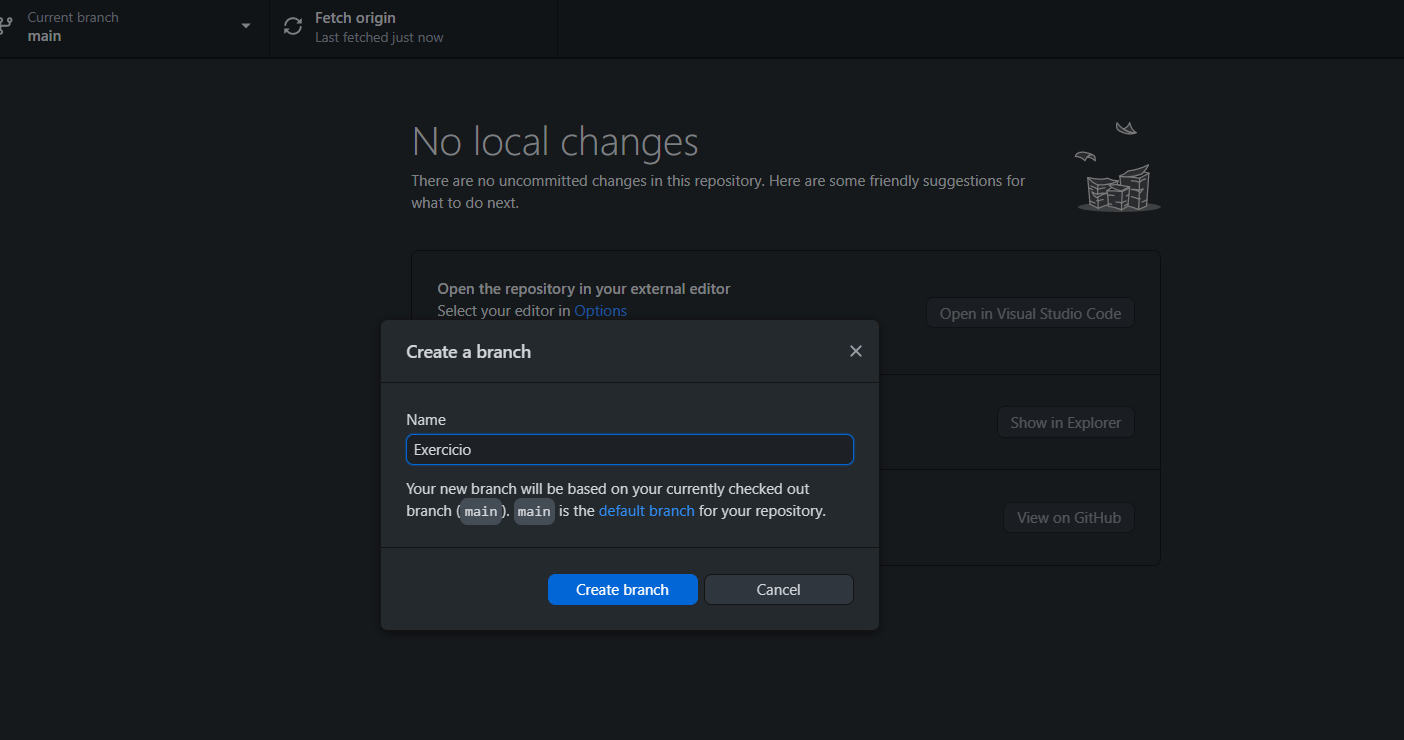 Current branch
main
Fetch origin
Last fetched just now
No local changes
There are no uncommitted changes in this repository. Here are some friendly suggestions for
what to do next.
Open the repository in your external editor
Select your editor in Options
Open in Visual Studio Code
Create a branch
Name
Exercicio
Your new branch will be based on your currently checked out
branch (main). main is the default branch for your repository.
Create branch
Cancel
Show in Explorer
View on GitHub